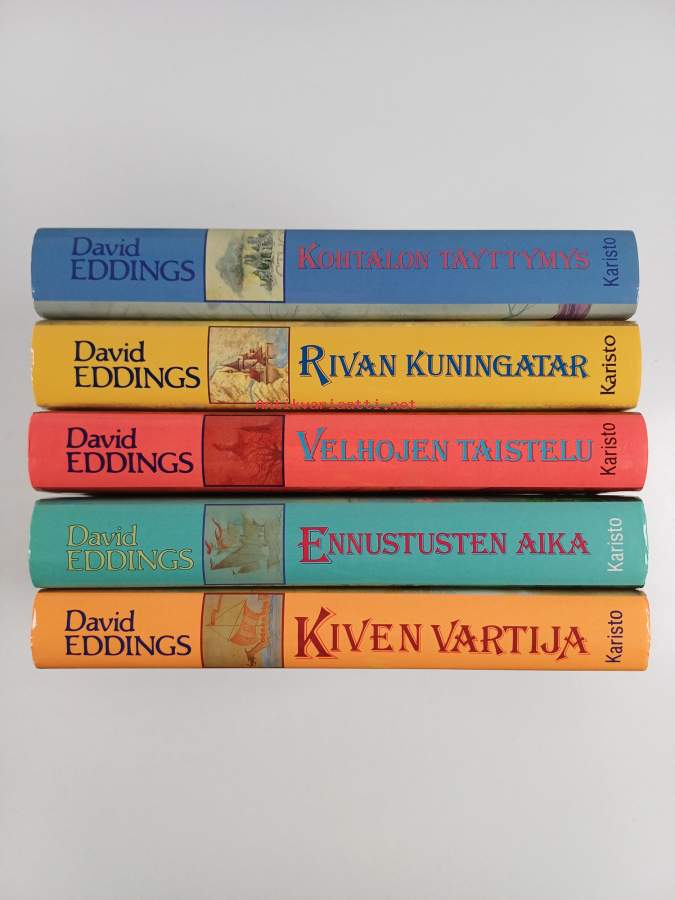 David
EDDINGS
KOHTALON TÄYTTYMYS
Karisto
David
EDDINGS
RIVAN KUNINGATAR
Karisto
antikvariaatti.net
David
EDDINGS
VELHOJEN TAISTELU
Karisto
David
EDDINGS
ENNUSTUSTEN AIKA
Karisto
David
EDDINGS
KIVEN VARTIJA
Karisto